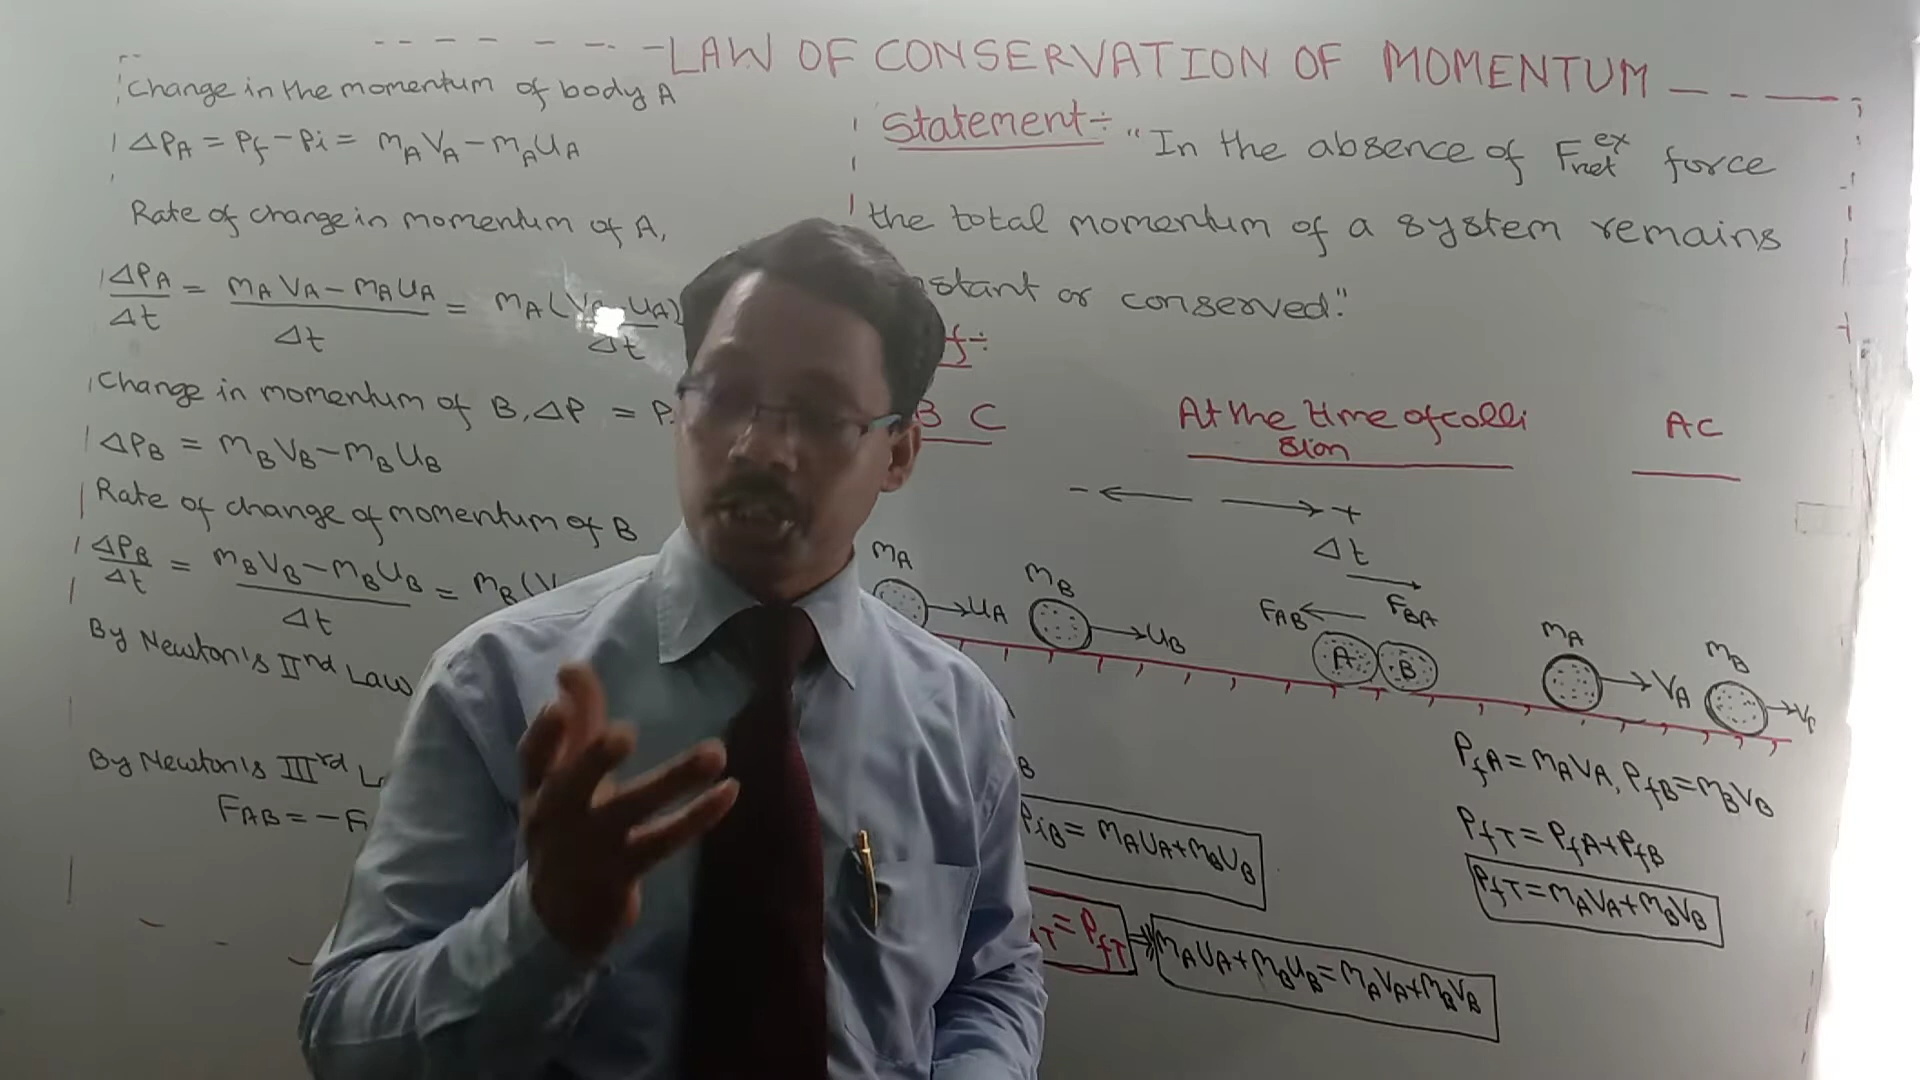 LAW OF CONSERVATION OF MOMENTUM
Change in the momentum of body A
ΔPA = Pf - Pi = mAVA - mAUA
Rate of change in momentum of A,
ΔPA/Δt = mAVA - mAUA/Δt = mA( UA)/Δt
Change in momentum of B, ΔP =
ΔPB = mBVB - mBUB
Rate of change of momentum of B
ΔPB/Δt = mBVB - mBUB/Δt = mB(
By Newton's IInd Law
By Newton's IIIrd
FAB = -
Statement÷ "In the absence of F^ex_net force
the total momentum of a system remains
or conserved."
B C
At the time of colli
sion
AC
- ← → +
Δt
mA
UA
mB
UB
FAB
FBA
A
B
mA
VA
mB
PiB = mAUA + mBUB
= PfT ⇒ mAUA + mBUB = mAVA + mBVB
PfA = mAVA, PfB = mBVB
PfT = PfA + PfB
PfT = mAVA + mBVB